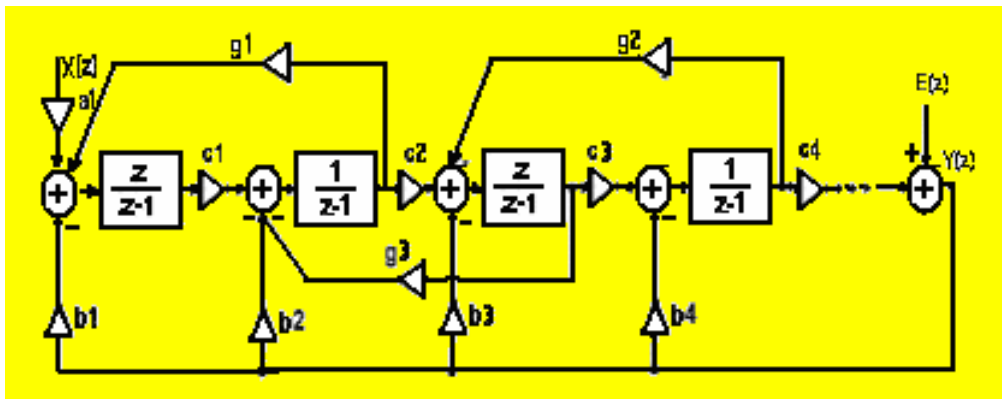 g1
g2
X(z)
a1
E(z)
c1
c2
c3
c4
+
Y(z)
+
z
z-1
+
1
z-1
+
z
z-1
+
1
z-1
+
-
-
-
-
-
g3
b1
b2
b3
b4